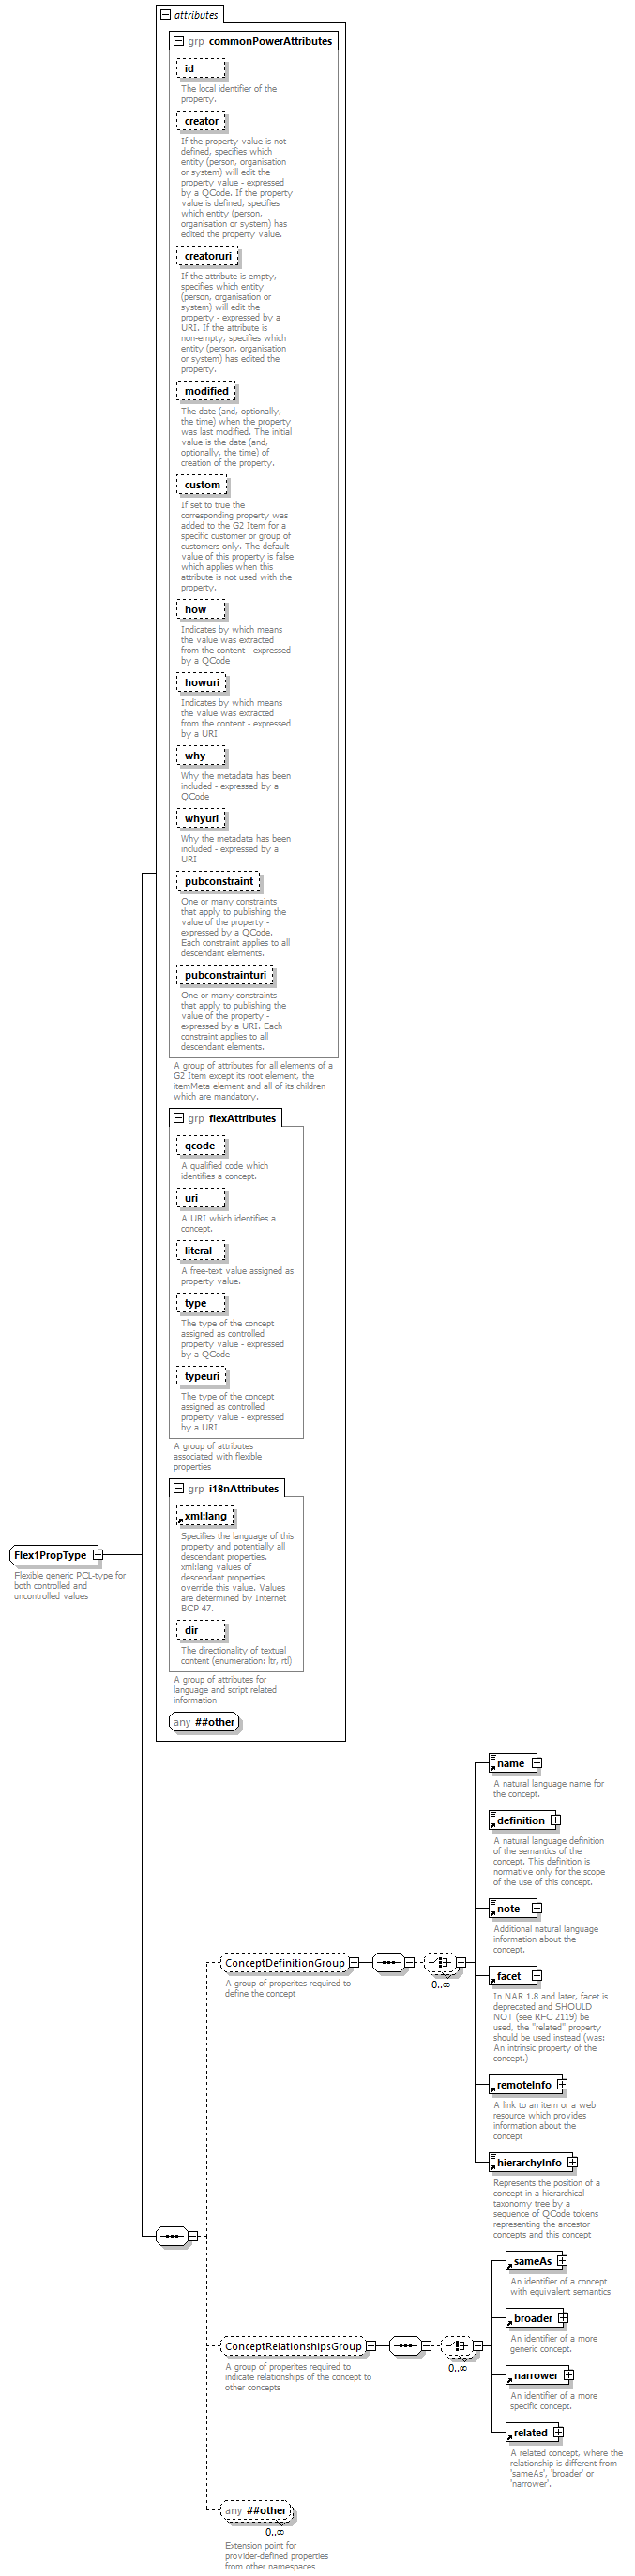 attributes
grp commonPowerAttributes
id
The local identifier of the
property.
creator
If the property value is not
defined, specifies which
entity (person, organisation
or system) will edit the
property value - expressed
by a QCode. If the property
value is defined, specifies
which entity (person,
organisation or system) has
edited the property value.
creatoruri
If the attribute is empty,
specifies which entity
(person, organisation or
system) will edit the
property - expressed by a
URI. If the attribute is
non-empty, specifies which
entity (person, organisation
or system) has edited the
property.
modified
The date (and, optionally,
the time) when the property
was last modified. The initial
value is the date (and,
optionally, the time) of
creation of the property.
custom
If set to true the
corresponding property was
added to the G2 Item for a
specific customer or group of
customers only. The default
value of this property is false
which applies when this
attribute is not used with the
property.
how
Indicates by which means
the value was extracted
from the content - expressed
by a QCode
howuri
Indicates by which means
the value was extracted
from the content - expressed
by a URI
why
Why the metadata has been
included - expressed by a
QCode
whyuri
Why the metadata has been
included - expressed by a
URI
pubconstraint
One or many constraints
that apply to publishing the
value of the property -
expressed by a QCode.
Each constraint applies to all
descendant elements.
pubconstrainturi
One or many constraints
that apply to publishing the
value of the property -
expressed by a URI. Each
constraint applies to all
descendant elements.
A group of attributes for all elements of a
G2 Item except its root element, the
itemMeta element and all of its children
which are mandatory.
grp flexAttributes
qcode
A qualified code which
identifies a concept.
uri
A URI which identifies a
concept.
literal
A free-text value assigned as
property value.
type
The type of the concept
assigned as controlled
property value - expressed
by a QCode
typeuri
The type of the concept
assigned as controlled
property value - expressed
by a URI
A group of attributes
associated with flexible
properties
grp i18nAttributes
xml:lang
Specifies the language of this
property and potentially all
descendant properties.
xml:lang values of
descendant properties
override this value. Values
are determined by Internet
BCP 47.
dir
The directionality of textual
content (enumeration: ltr, rtl)
A group of attributes for
language and script related
information
any ##other
Flex1PropType
Flexible generic PCL-type for
both controlled and
uncontrolled values
name
A natural language name for
the concept.
definition
A natural language definition
of the semantics of the
concept. This definition is
normative only for the scope
of the use of this concept.
note
Additional natural language
information about the
concept.
ConceptDefinitionGroup
A group of properites required to
define the concept
0..∞
facet
In NAR 1.8 and later, facet is
deprecated and SHOULD
NOT (see RFC 2119) be
used, the "related" property
should be used instead (was:
An intrinsic property of the
concept.)
remoteInfo
A link to an item or a web
resource which provides
information about the
concept
hierarchyInfo
Represents the position of a
concept in a hierarchical
taxonomy tree by a
sequence of QCode tokens
representing the ancestor
concepts and this concept
sameAs
An identifier of a concept
with equivalent semantics
broader
An identifier of a more
generic concept.
ConceptRelationshipsGroup
A group of properites required to
indicate relationships of the concept to
other concepts
0..∞
narrower
An identifier of a more
specific concept.
related
A related concept, where the
relationship is different from
'sameAs', 'broader' or
'narrower'.
any ##other
0..∞
Extension point for
provider-defined properties
from other namespaces